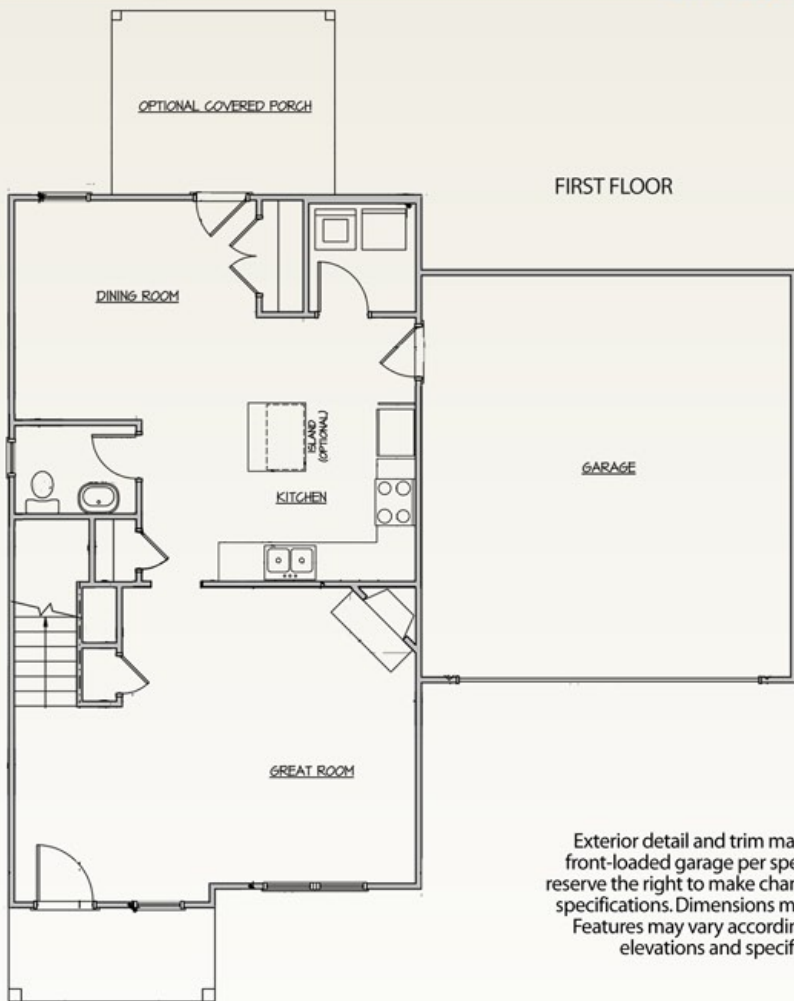 OPTIONAL COVERED PORCH
FIRST FLOOR
DINING ROOM
ISLAND
(OPTIONAL)
GARAGE
KITCHEN
GREAT ROOM
Exterior detail and trim ma
front-loaded garage per spe
reserve the right to make char
specifications. Dimensions m
Features may vary accordin
elevations and specif